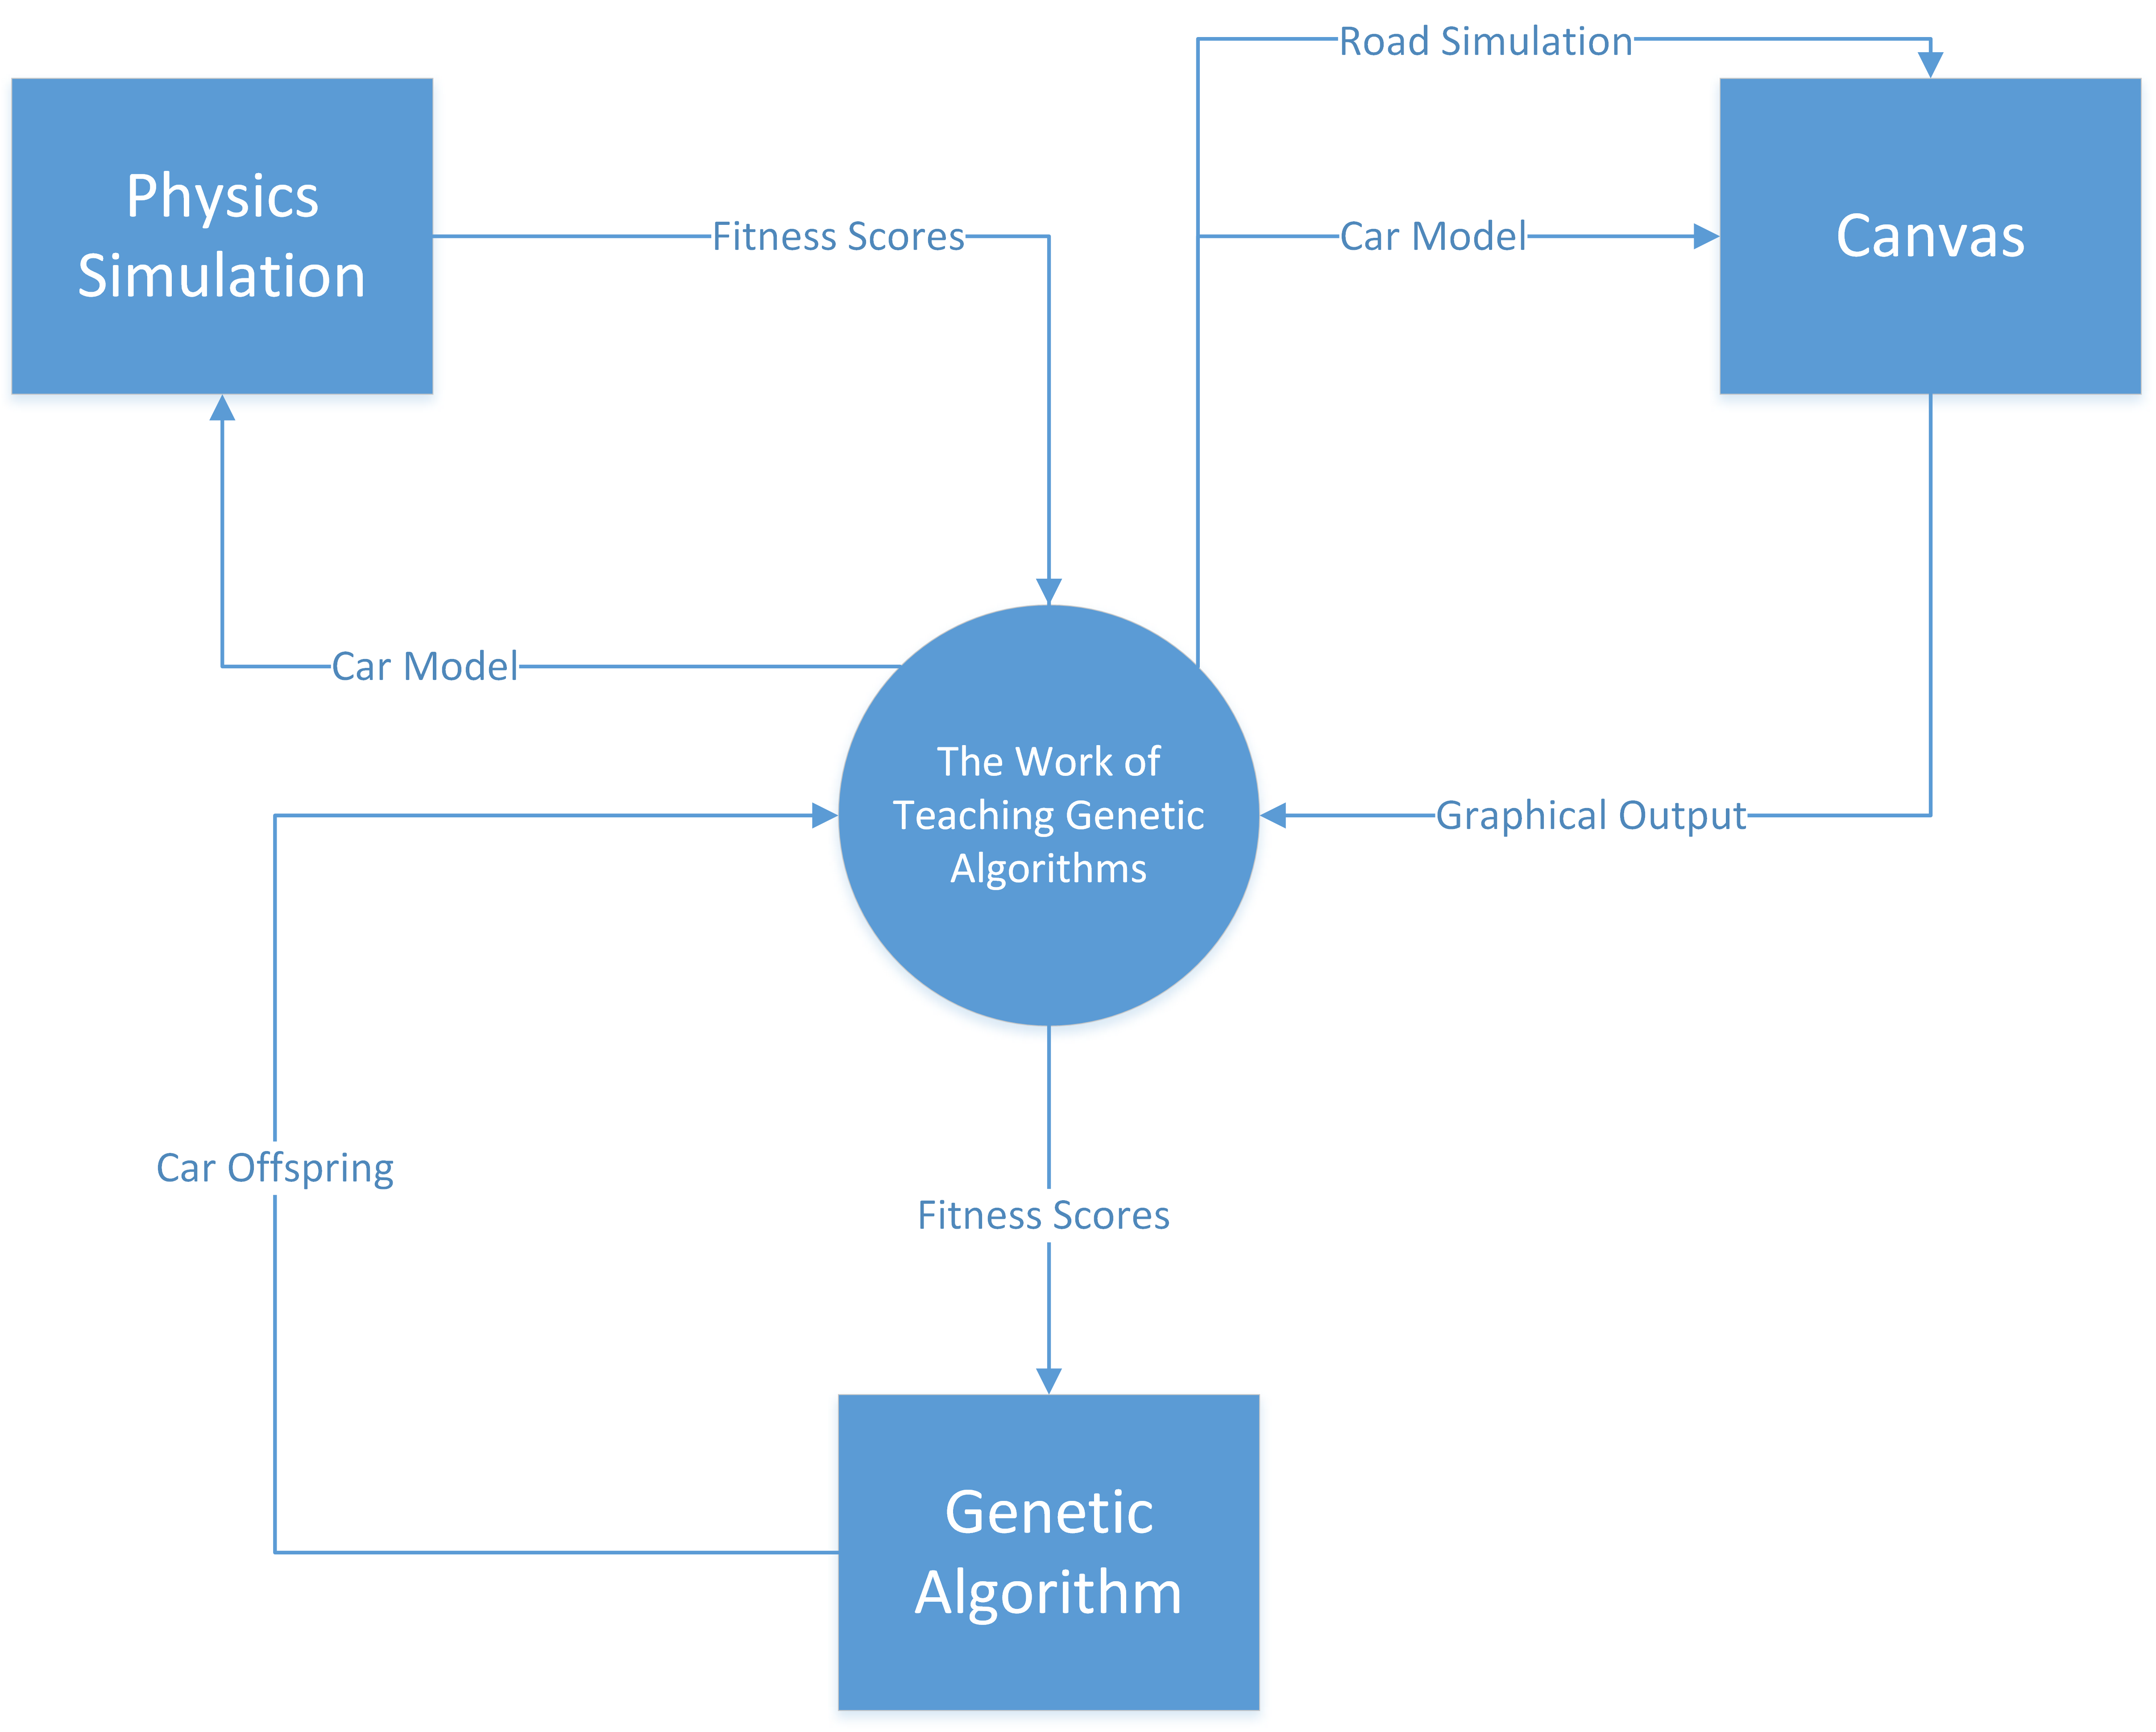 Road Simulation
Physics
Simulation
Fitness Scores
Car Model
Canvas
Car Model
The Work of
Teaching Genetic
Algorithms
Graphical Output
Car Offspring
Fitness Scores
Genetic
Algorithm